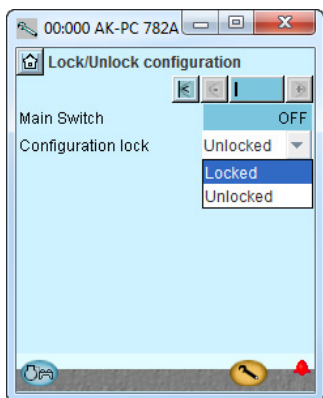 00:000 AK-PC 782A
Lock/Unlock configuration
Main Switch OFF
Configuration lock Unlocked
Locked
Unlocked